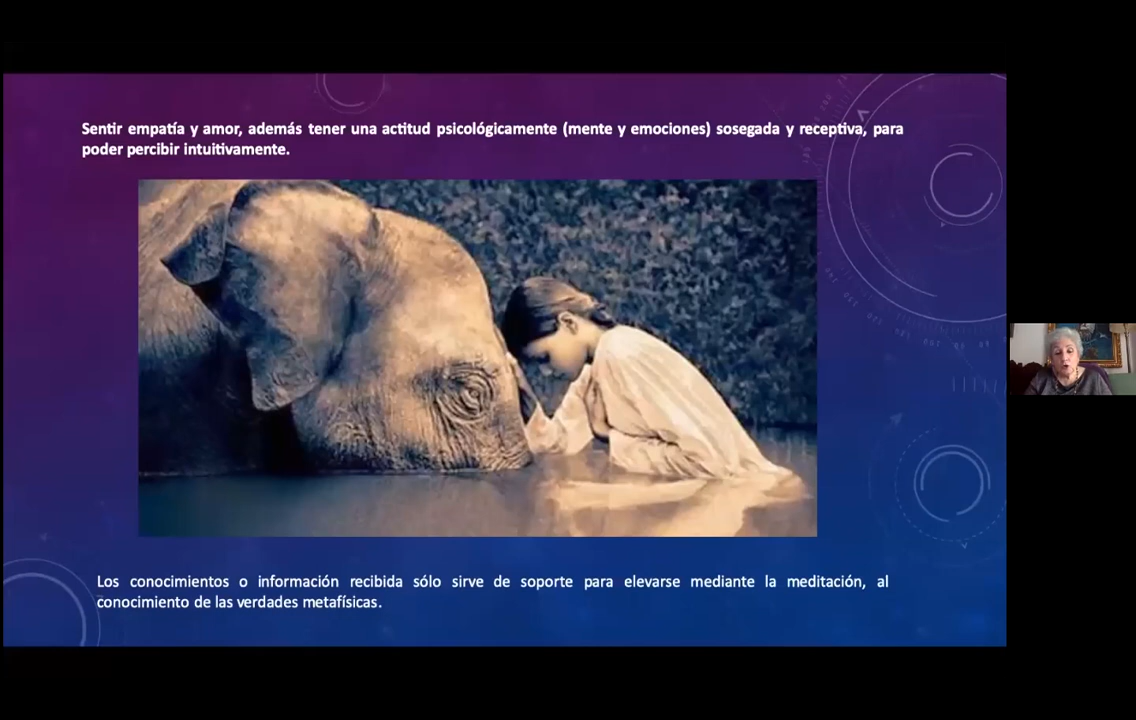 Sentir empatía y amor, además tener una actitud psicológicamente (mente y emociones) sosegada y receptiva, para
poder percibir intuitivamente.
Los conocimientos o información recibida sólo sirve de soporte para elevarse mediante la meditación, al
conocimiento de las verdades metafísicas.